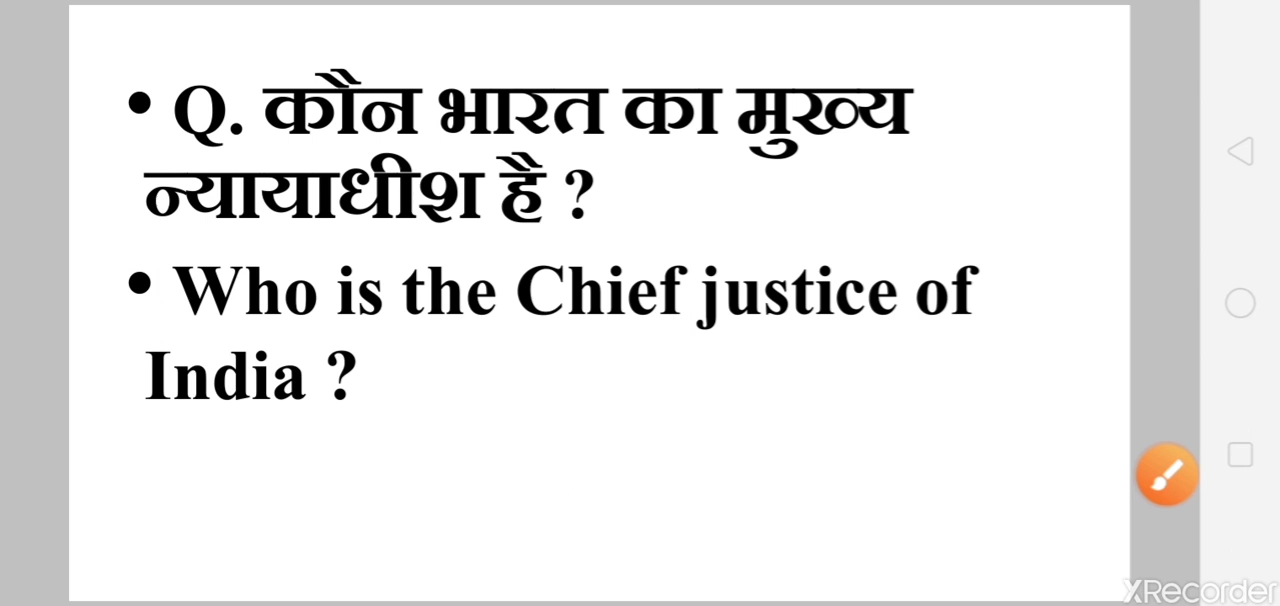 • Q. कौन भारत का मुख्य
न्यायाधीश है ?
• Who is the Chief justice of
India ?
XRecorder